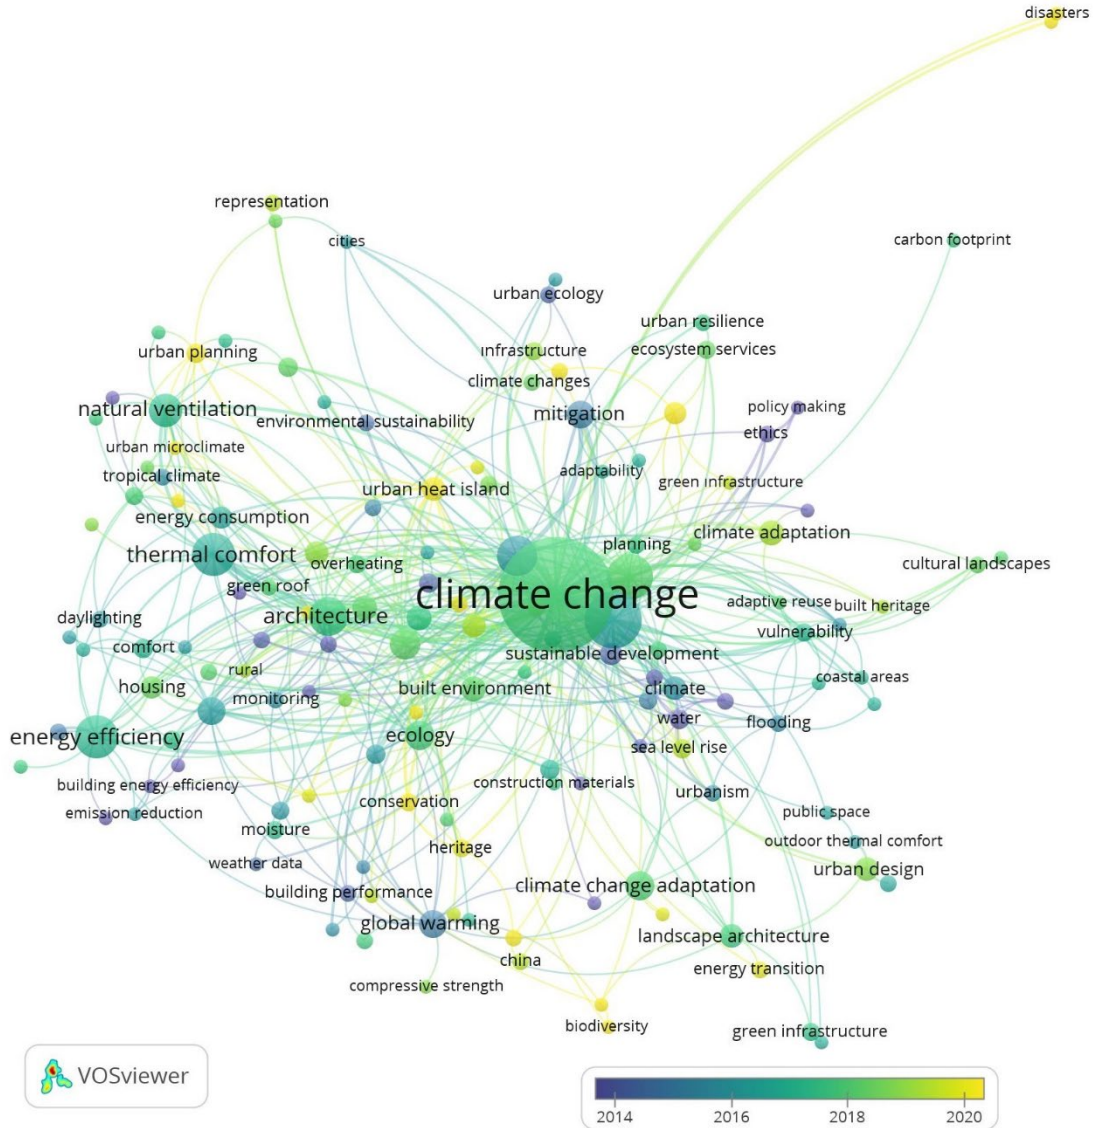 disasters
representation
cities
carbon footprint
urban ecology
urban resilience
urban planning
infrastructure
ecosystem services
climate changes
natural ventilation
environmental sustainability
mitigation
policy making
ethics
urban microclimate
tropical climate
urban heat island
adaptability
green infrastructure
energy consumption
climate adaptation
thermal comfort
overheating
planning
cultural landscapes
green roof
climate change
daylighting
architecture
adaptive reuse
built heritage
vulnerability
comfort
sustainable development
rural
coastal areas
housing
monitoring
built environment
climate
water
flooding
energy efficiency
ecology
sea level rise
building energy efficiency
construction materials
urbanism
emission reduction
conservation
public space
moisture
heritage
outdoor thermal comfort
weather data
urban design
building performance
climate change adaptation
global warming
landscape architecture
china
energy transition
compressive strength
biodiversity
green infrastructure
VOSviewer
2014 2016 2018 2020